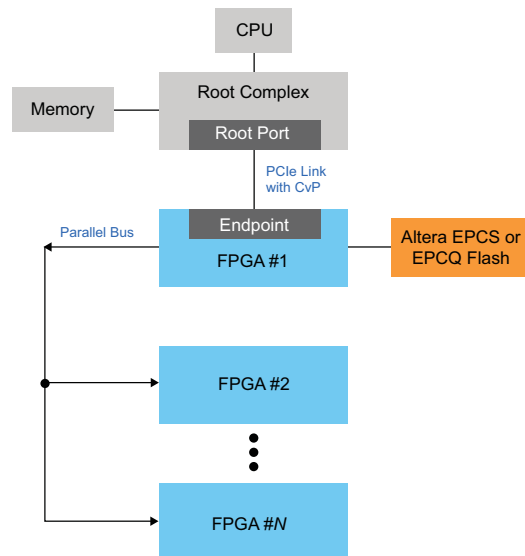 CPU
Root Complex
Memory
Root Port
PCIe Link
with CvP
Endpoint
Parallel Bus
FPGA #1
Altera EPCS or
EPCQ Flash
FPGA #2
FPGA #N